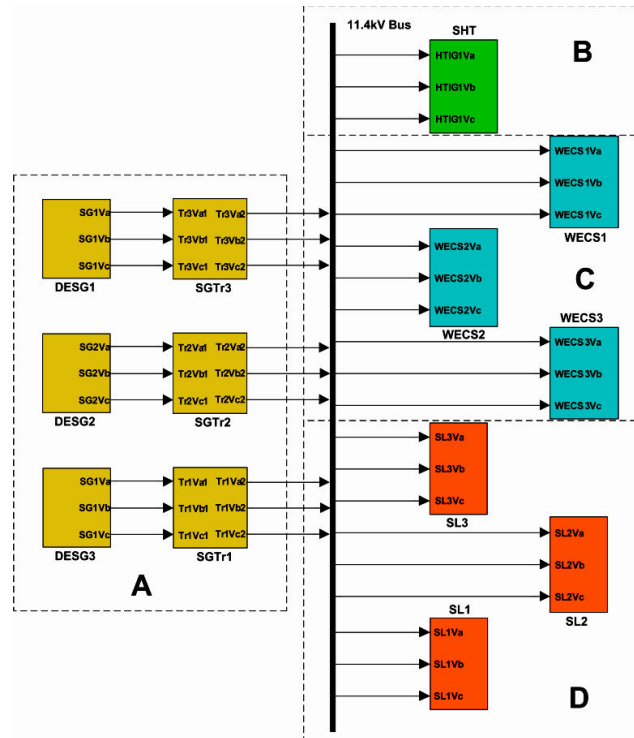 11.4kV Bus
SHT
B
HTIG1Va
HTIG1Vb
HTIG1Vc
WECS1Va
WECS1Vb
WECS1Vc
WECS1
SG1Va
SG1Vb
SG1Vc
DESG1
Tr3Va1 Tr3Va2
Tr3Vb1 Tr3Vb2
Tr3Vc1 Tr3Vc2
SGTr3
WECS2Va
WECS2Vb
WECS2Vc
WECS2
C
WECS3
WECS3Va
WECS3Vb
WECS3Vc
SG2Va
SG2Vb
SG2Vc
DESG2
Tr2Va1 Tr2Va2
Tr2Vb1 Tr2Vb2
Tr2Vc1 Tr2Vc2
SGTr2
SL3Va
SL3Vb
SL3Vc
SL3
SG1Va
SG1Vb
SG1Vc
DESG3
Tr1Va1 Tr1Va2
Tr1Vb1 Tr1Vb2
Tr1Vc1 Tr1Vc2
SGTr1
A
SL2Va
SL2Vb
SL2Vc
SL2
SL1
SL1Va
SL1Vb
SL1Vc
D